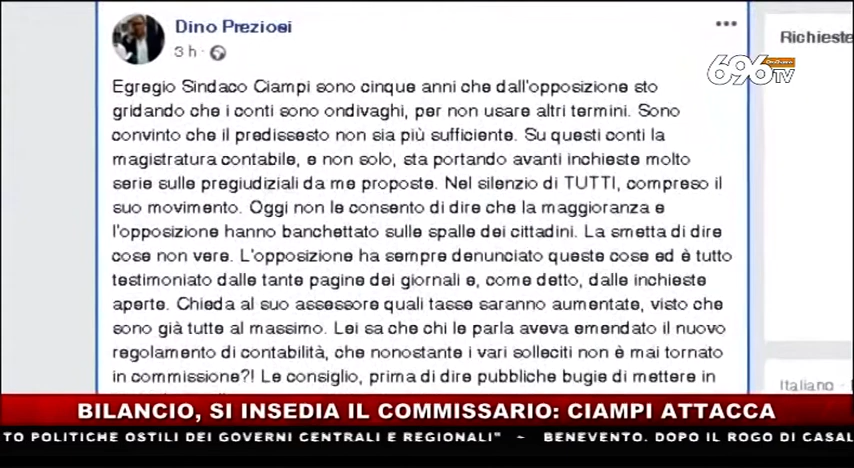 Dino Preziosi
3 h
Richieste
696 TV
Egregio Sindaco Ciampi sono cinque anni che dall'opposizione sto
gridando che i conti sono ondivaghi, per non usare altri termini. Sono
convinto che il predissesto non sia più sufficiente. Su questi conti la
magistratura contabile, e non solo, sta portando avanti inchieste molto
serie sulle pregiudiziali da me proposte. Nel silenzio di TUTTI, compreso il
suo movimento. Oggi non le consento di dire che la maggioranza e
l'opposizione hanno banchettato sulle spalle dei cittadini. La smetta di dire
cose non vere. L'opposizione ha sempre denunciato queste cose ed è tutto
testimoniato dalle tante pagine dei giornali e, come detto, dalle inchieste
aperte. Chieda al suo assessore quali tasse saranno aumentate, visto che
sono già tutte al massimo. Lei sa che chi le parla aveva emendato il nuovo
regolamento di contabilità, che nonostante i vari solleciti non è mai tornato
in commissione?! Le consiglio, prima di dire pubbliche bugie di mettere in
Italiano
BILANCIO, SI INSEDIA IL COMMISSARIO: CIAMPI ATTACCA
TO POLITICHE OSTILI DEI GOVERNI CENTRALI E REGIONALI" ~ BENEVENTO. DOPO IL ROGO DI CASAL